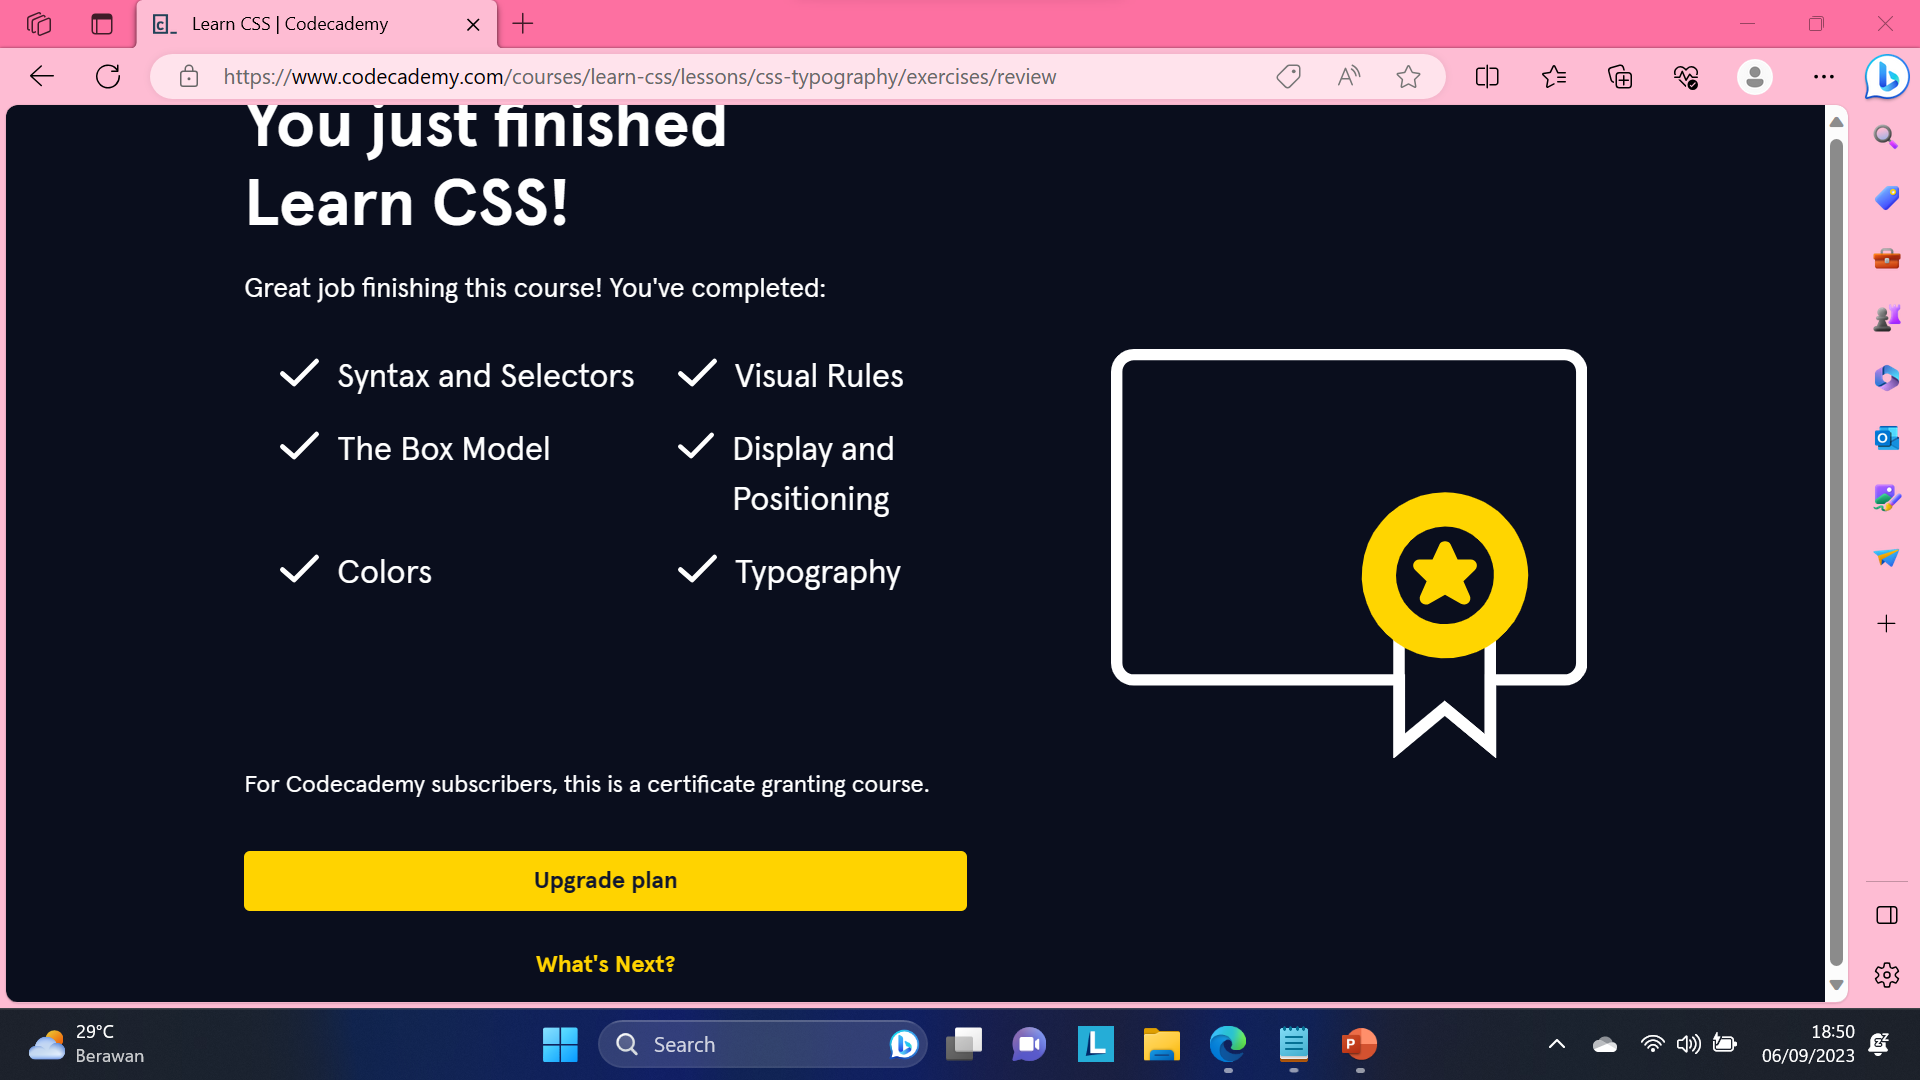 Learn CSS | Codecademy
https://www.codecademy.com/courses/learn-css/lessons/css-typography/exercises/review
You just finished
Learn CSS!
Great job finishing this course! You've completed:
Syntax and Selectors
Visual Rules
The Box Model
Display and
Positioning
Colors
Typography
For Codecademy subscribers, this is a certificate granting course.
Upgrade plan
What's Next?
29°C
Berawan
Search
18:50
06/09/2023